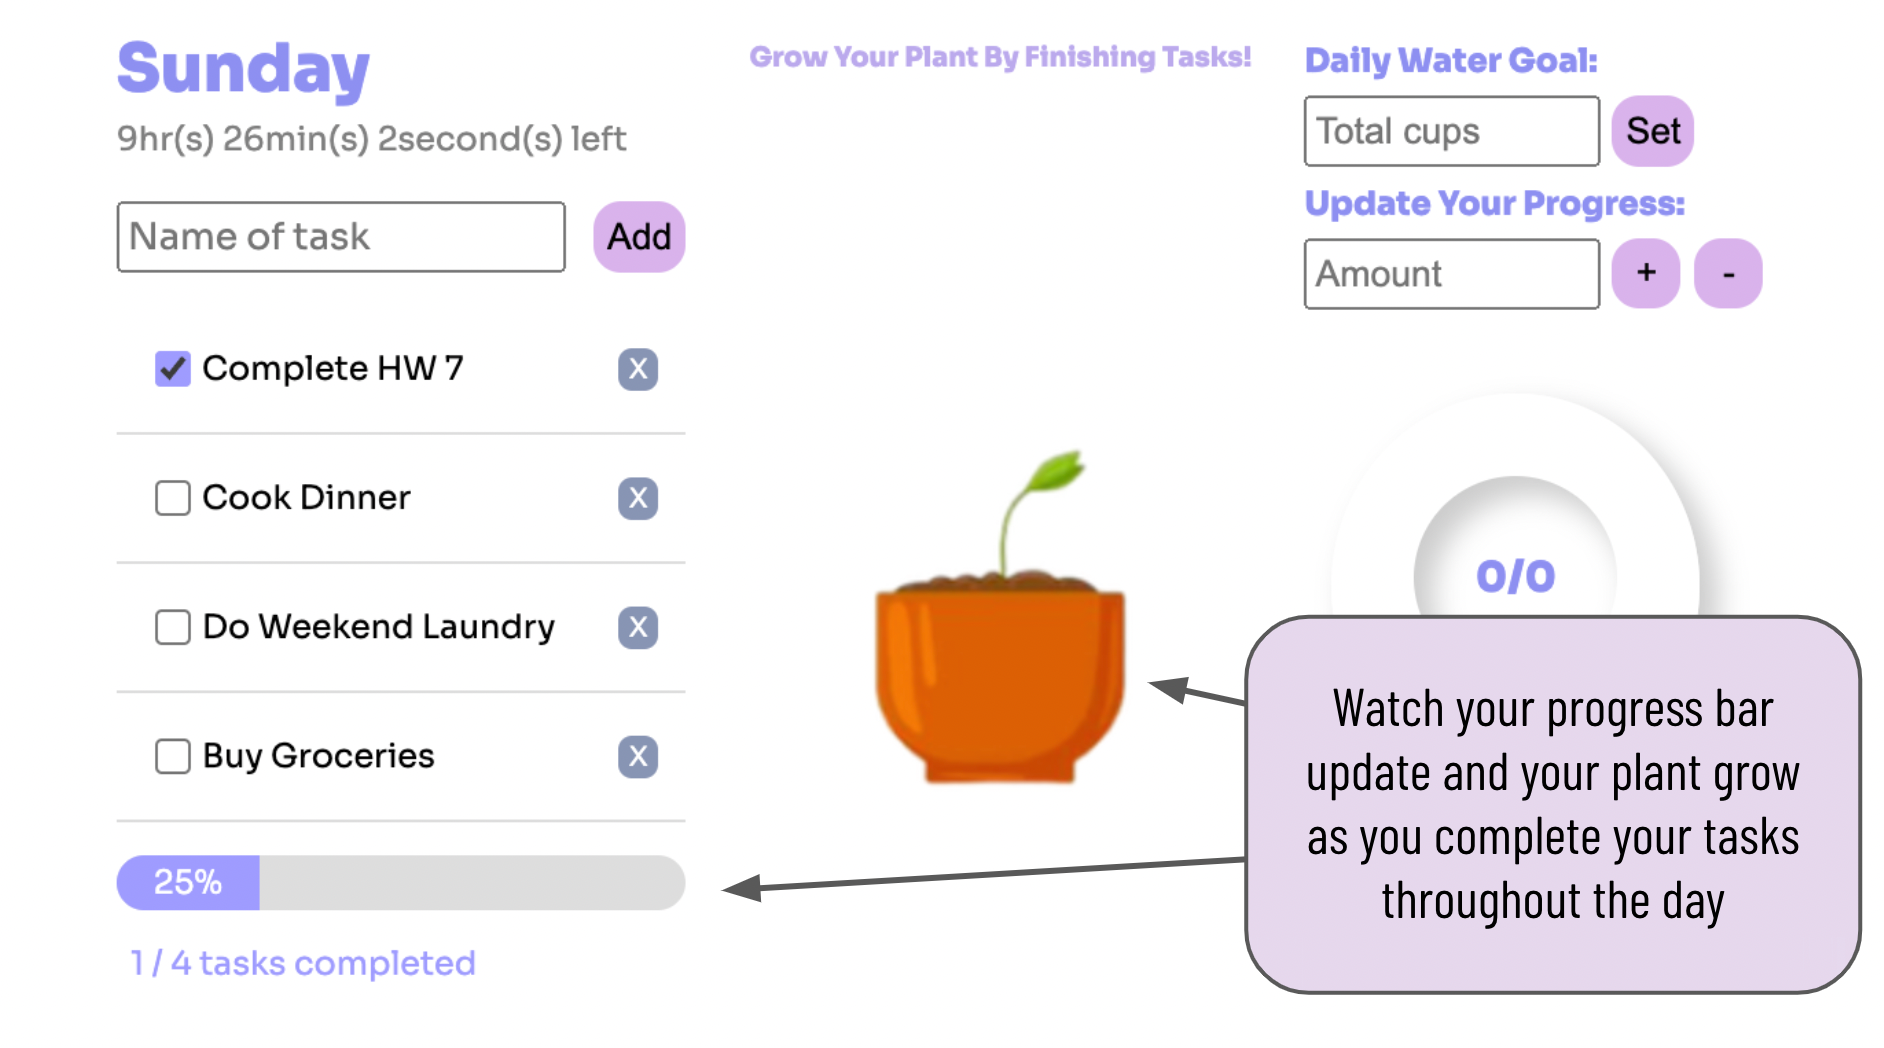 Sunday
9hr(s) 26min(s) 2second(s) left
Name of task
Add
Complete HW 7
X
Cook Dinner
X
Do Weekend Laundry
X
Buy Groceries
X
25%
1 / 4 tasks completed
Grow Your Plant By Finishing Tasks!
Daily Water Goal:
Total cups
Set
Update Your Progress:
Amount
+
-
0/0
Watch your progress bar
update and your plant grow
as you complete your tasks
throughout the day